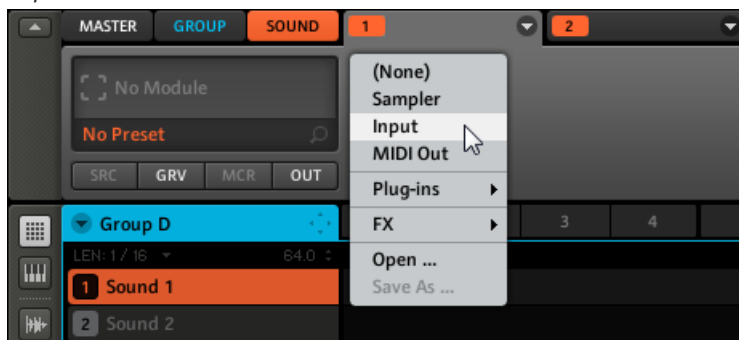 MASTER GROUP SOUND 1 2
No Module
No Preset
SRC GRV MCR OUT
(None)
Sampler
Input
MIDI Out
Plug-ins
FX
Open ...
Save As ...
Group D
3 4
LEN: 1 / 16 64.0
1 Sound 1
2 Sound 2